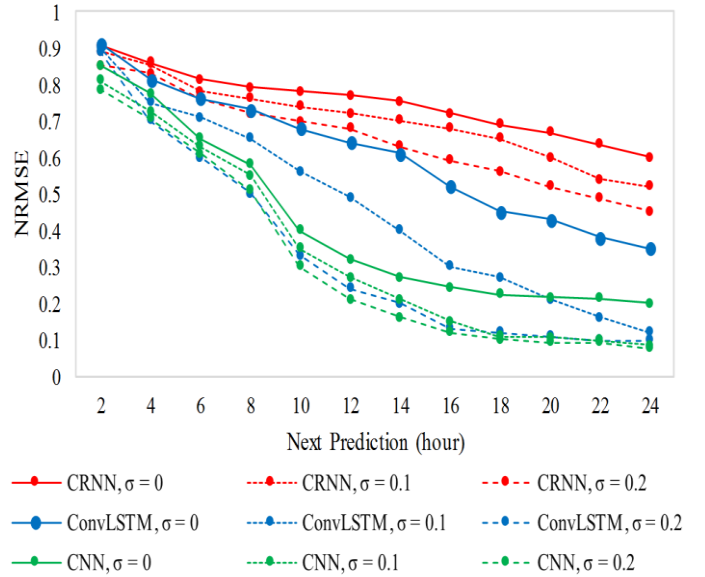 1
0.9
0.8
0.7
0.6
0.5
0.4
0.3
0.2
0.1
0
NRMSE
2 4 6 8 10 12 14 16 18 20 22 24
Next Prediction (hour)
CRNN, σ = 0 CRNN, σ = 0.1 CRNN, σ = 0.2
ConvLSTM, σ = 0 ConvLSTM, σ = 0.1 ConvLSTM, σ = 0.2
CNN, σ = 0 CNN, σ = 0.1 CNN, σ = 0.2